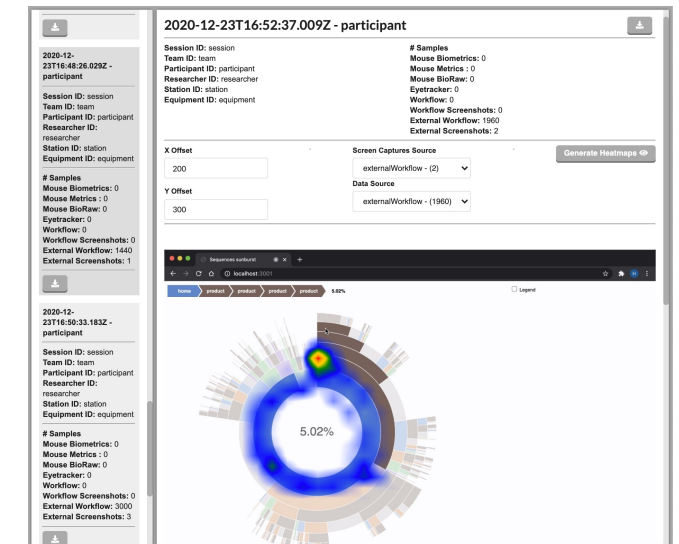 2020-12-
23T16:48:26.029Z -
participant
Session ID: session
Team ID: team
Participant ID: participant
Researcher ID:
researcher
Station ID: station
Equipment ID: equipment
# Samples
Mouse Biometrics: 0
Mouse Metrics : 0
Mouse BioRaw: 0
Eyetracker: 0
Workflow: 0
Workflow Screenshots: 0
External Workflow: 1440
External Screenshots: 1
2020-12-
23T16:50:33.183Z -
participant
Session ID: session
Team ID: team
Participant ID: participant
Researcher ID:
researcher
Station ID: station
Equipment ID: equipment
# Samples
Mouse Biometrics: 0
Mouse Metrics : 0
Mouse BioRaw: 0
Eyetracker: 0
Workflow: 0
Workflow Screenshots: 0
External Workflow: 3000
External Screenshots: 3
2020-12-23T16:52:37.009Z - participant
Session ID: session
Team ID: team
Participant ID: participant
Researcher ID: researcher
Station ID: station
Equipment ID: equipment
# Samples
Mouse Biometrics: 0
Mouse Metrics : 0
Mouse BioRaw: 0
Eyetracker: 0
Workflow: 0
Workflow Screenshots: 0
External Workflow: 1960
External Screenshots: 2
X Offset
200
Y Offset
300
Screen Captures Source
externalWorkflow - (2)
Data Source
externalWorkflow - (1960)
Generate Heatmaps
Sequences sunburst
localhost:3001
H
home product product product product 5.02%
Legend
5.02%